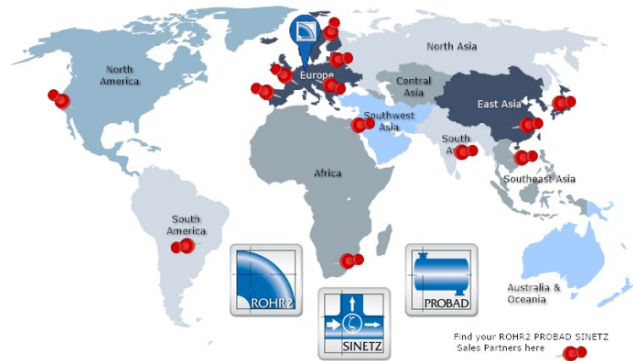 North Asia
North
America
Europe
Central
Asia
East Asia
Southwest
Asia
South
Africa
Southeast Asia
South
America
ROHR2
PROBAD
SINETZ
Australia &
Oceania
Find your ROHR2 PROBAD SINETZ
Sales Partners here